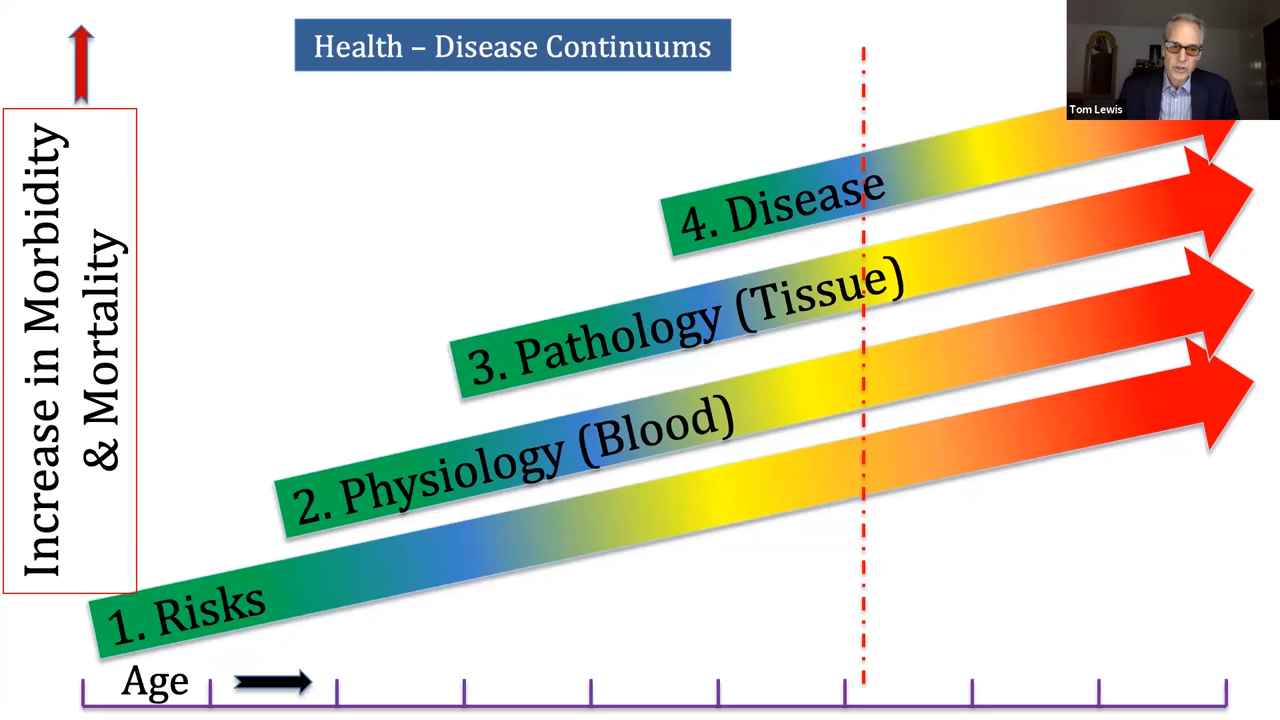 Health – Disease Continuums
Tom Lewis
Increase in Morbidity
& Mortality
4. Disease
3. Pathology (Tissue)
2. Physiology (Blood)
1. Risks
Age